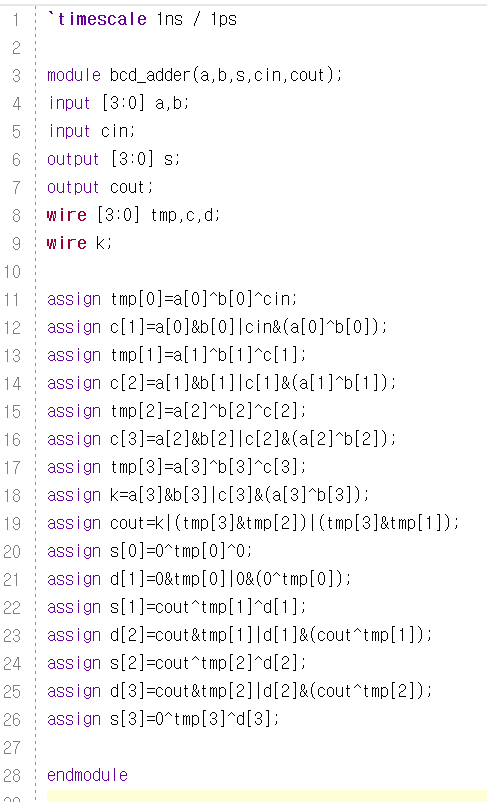 1 `timescale 1ns / 1ps
2
3 module bcd_adder(a,b,s,cin,cout);
4 input [3:0] a,b;
5 input cin;
6 output [3:0] s;
7 output cout;
8 wire [3:0] tmp,c,d;
9 wire k;
10
11 assign tmp[0]=a[0]^b[0]^cin;
12 assign c[1]=a[0]&b[0]|cin&(a[0]^b[0]);
13 assign tmp[1]=a[1]^b[1]^c[1];
14 assign c[2]=a[1]&b[1]|c[1]&(a[1]^b[1]);
15 assign tmp[2]=a[2]^b[2]^c[2];
16 assign c[3]=a[2]&b[2]|c[2]&(a[2]^b[2]);
17 assign tmp[3]=a[3]^b[3]^c[3];
18 assign k=a[3]&b[3]|c[3]&(a[3]^b[3]);
19 assign cout=k|(tmp[3]&tmp[2])|(tmp[3]&tmp[1]);
20 assign s[0]=0^tmp[0]^0;
21 assign d[1]=0&tmp[0]|0&(0^tmp[0]);
22 assign s[1]=cout^tmp[1]^d[1];
23 assign d[2]=cout&tmp[1]|d[1]&(cout^tmp[1]);
24 assign s[2]=cout^tmp[2]^d[2];
25 assign d[3]=cout&tmp[2]|d[2]&(cout^tmp[2]);
26 assign s[3]=0^tmp[3]^d[3];
27
28 endmodule